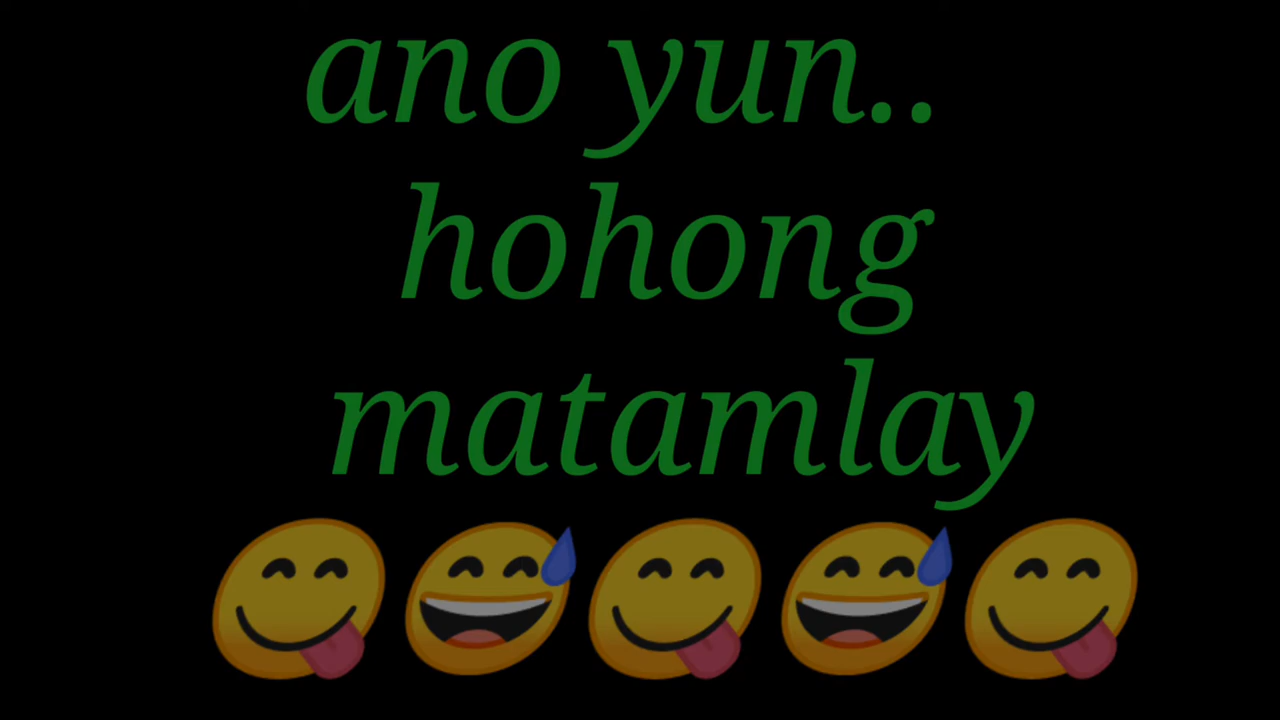 ano yun..
hohong
matamlay
😋😅😋😅😋